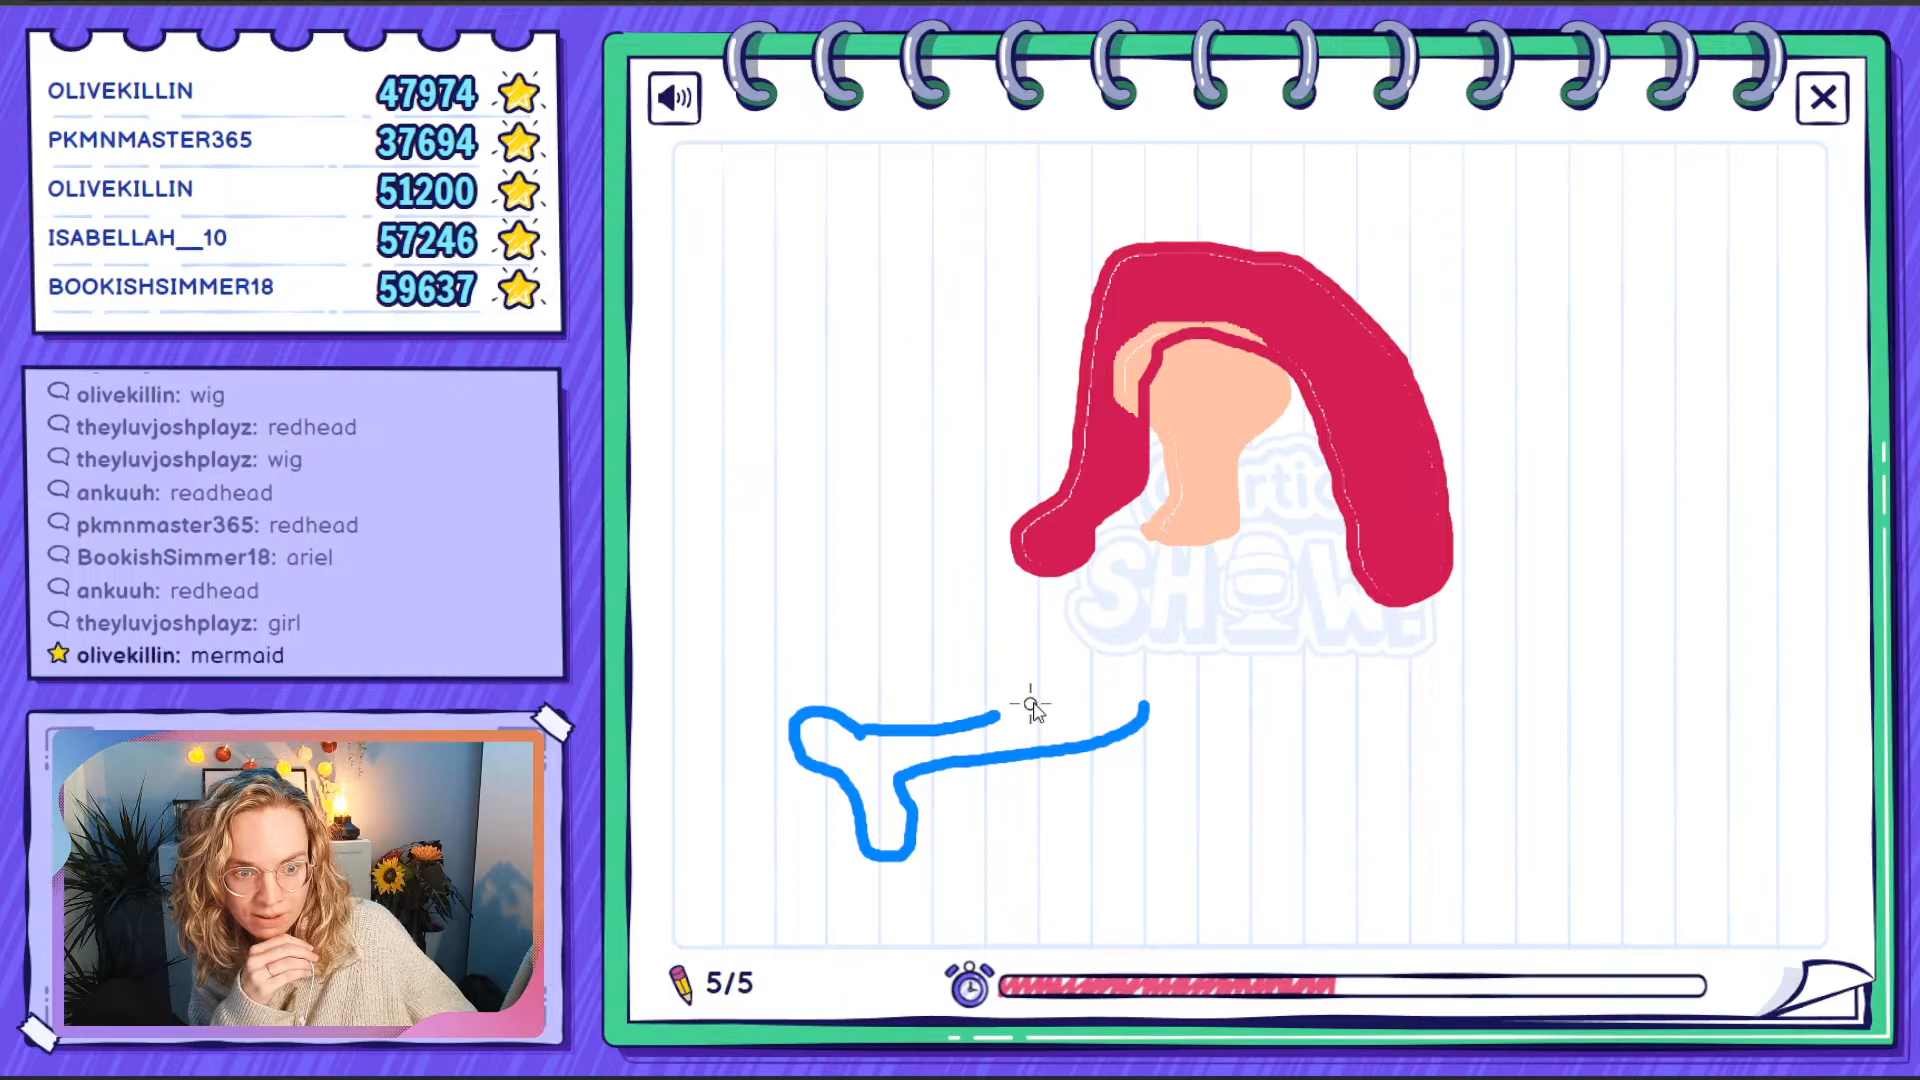 OLIVEKILLIN 47974
PKMNMASTER365 37694
OLIVEKILLIN 51200
ISABELLAH__10 57246
BOOKISHSIMMER18 59637
olivekillin: wig
theyluvjoshplayz: redhead
theyluvjoshplayz: wig
ankuuh: readhead
pkmnmaster365: redhead
BookishSimmer18: ariel
ankuuh: redhead
theyluvjoshplayz: girl
olivekillin: mermaid
SHOW!
5/5